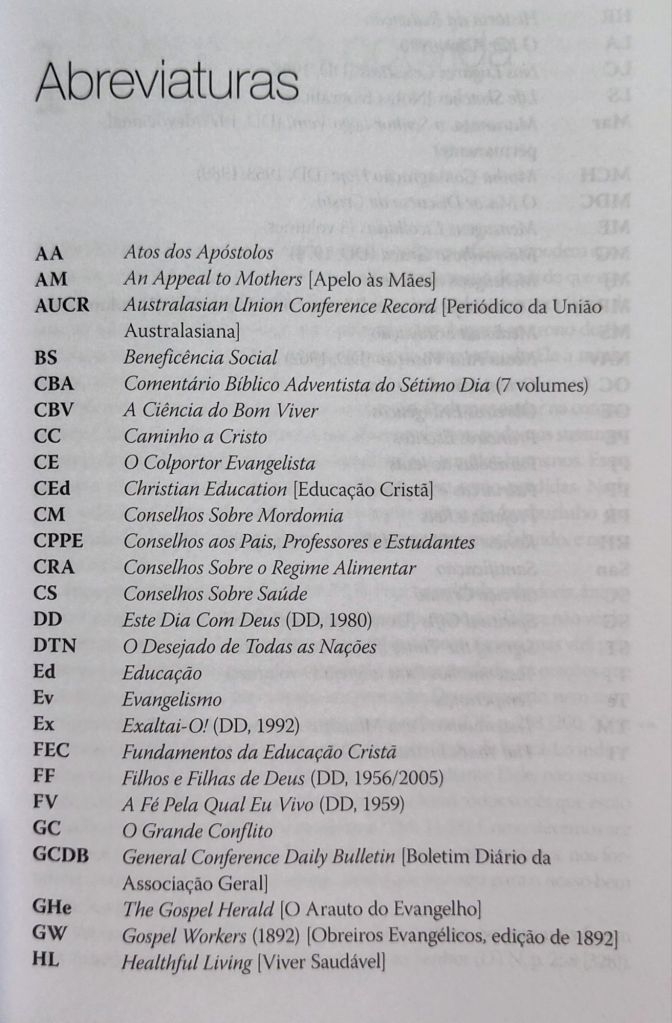 Abreviaturas
AA Atos dos Apóstolos
AM An Appeal to Mothers [Apelo às Mães]
AUCR Australasian Union Conference Record [Periódico da União
Australasiana]
BS Beneficência Social
CBA Comentário Bíblico Adventista do Sétimo Dia (7 volumes)
CBV A Ciência do Bom Viver
CC Caminho a Cristo
CE O Colportor Evangelista
CEd Christian Education [Educação Cristã]
CM Conselhos Sobre Mordomia
CPPE Conselhos aos Pais, Professores e Estudantes
CRA Conselhos Sobre o Regime Alimentar
CS Conselhos Sobre Saúde
DD Este Dia Com Deus (DD, 1980)
DTN O Desejado de Todas as Nações
Ed Educação
Ev Evangelismo
Ex Exaltai-O! (DD, 1992)
FEC Fundamentos da Educação Cristã
FF Filhos e Filhas de Deus (DD, 1956/2005)
FV A Fé Pela Qual Eu Vivo (DD, 1959)
GC O Grande Conflito
GCDB General Conference Daily Bulletin [Boletim Diário da
Associação Geral]
GHe The Gospel Herald [O Arauto do Evangelho]
GW Gospel Workers (1892) [Obreiros Evangélicos, edição de 1892]
HL Healthful Living [Viver Saudável]